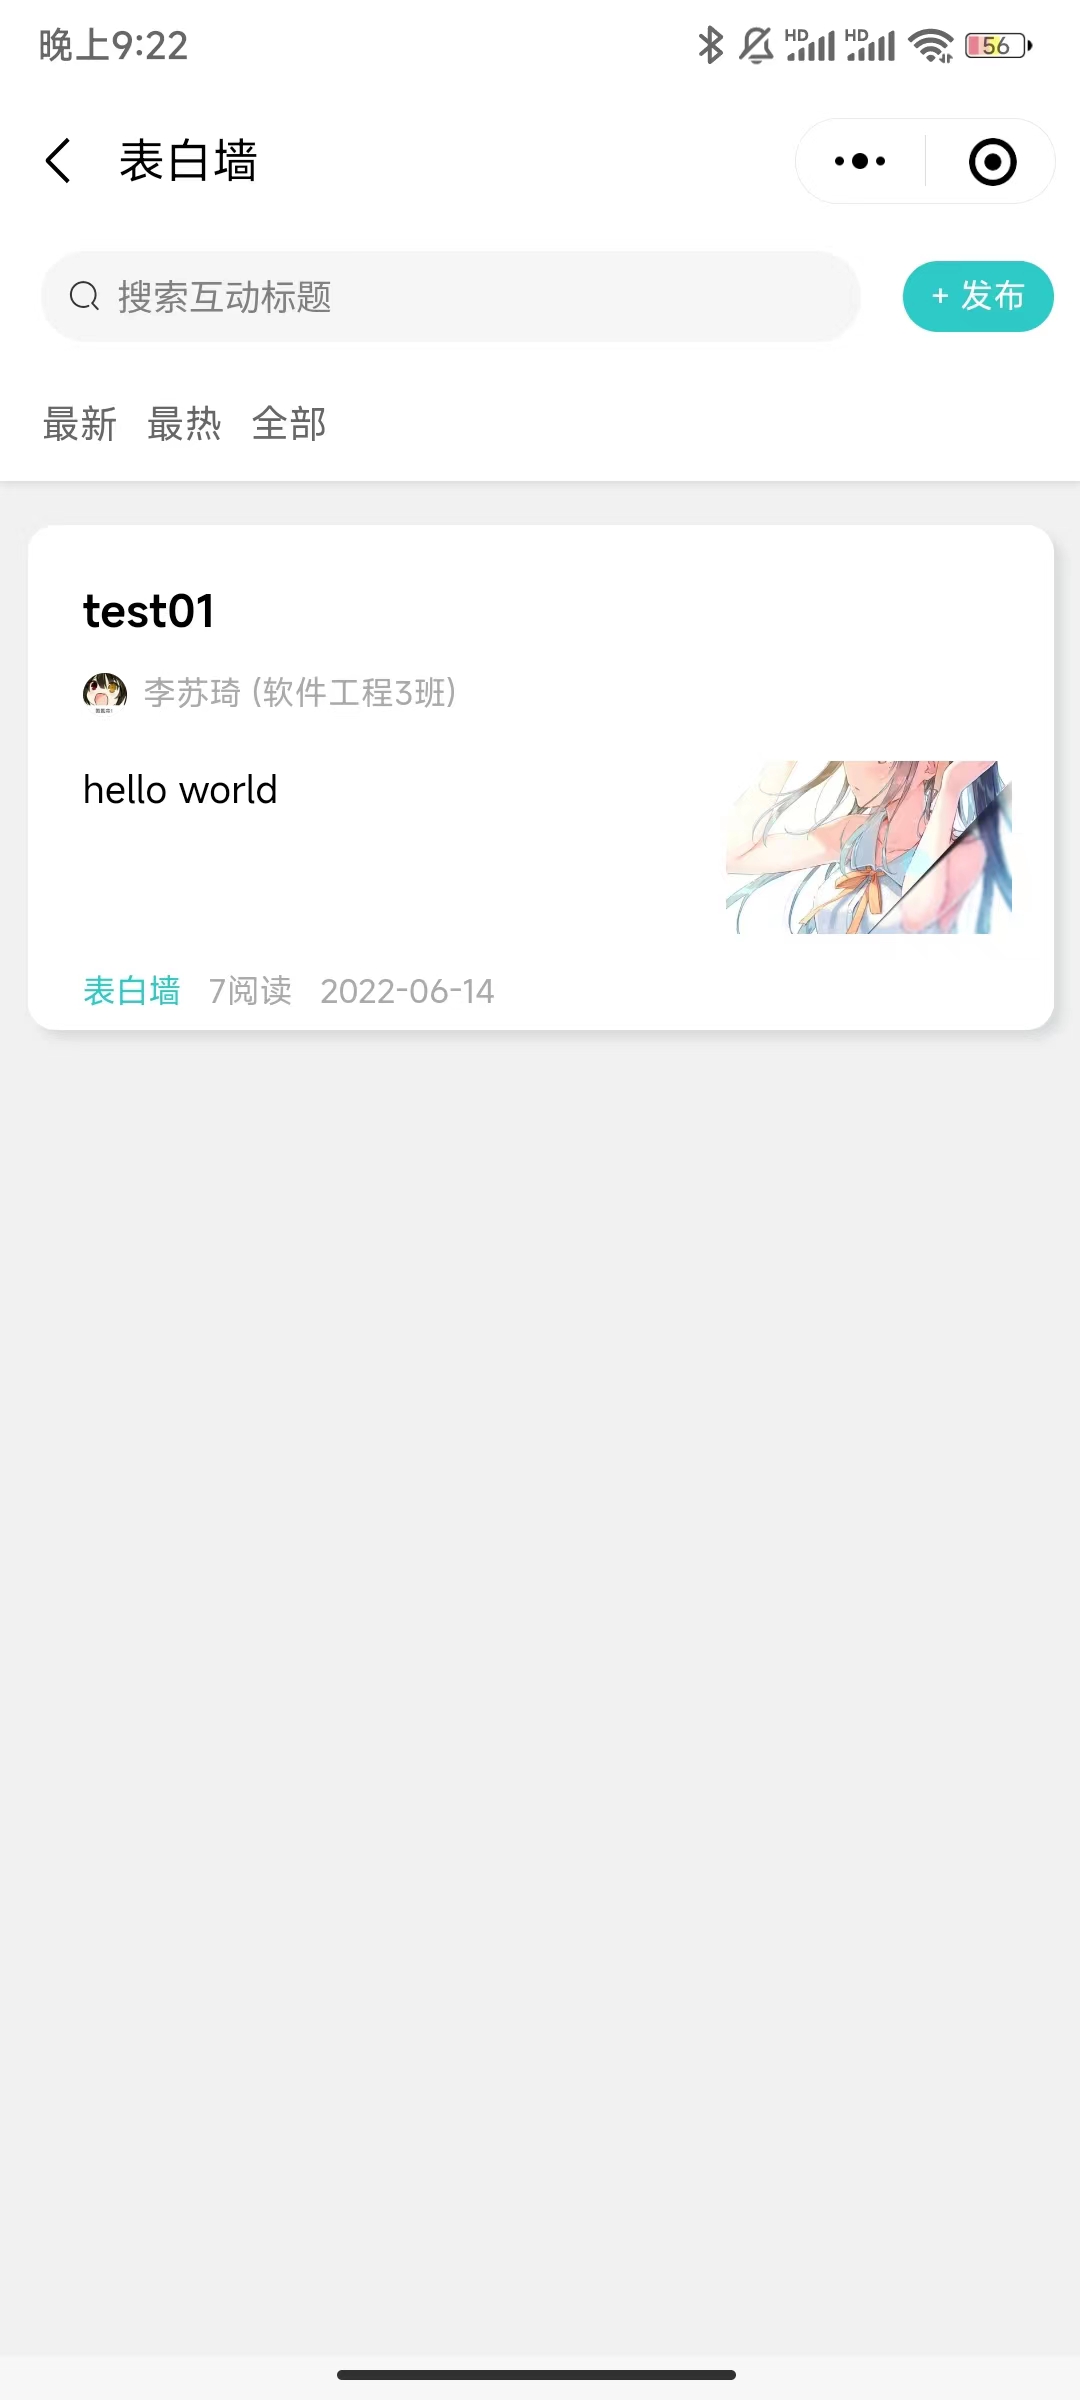 晚上9:22
HD HD 56
表白墙
搜索互动标题
+ 发布
最新 最热 全部
test01
李苏琦 (软件工程3班)
hello world
表白墙 7阅读 2022-06-14